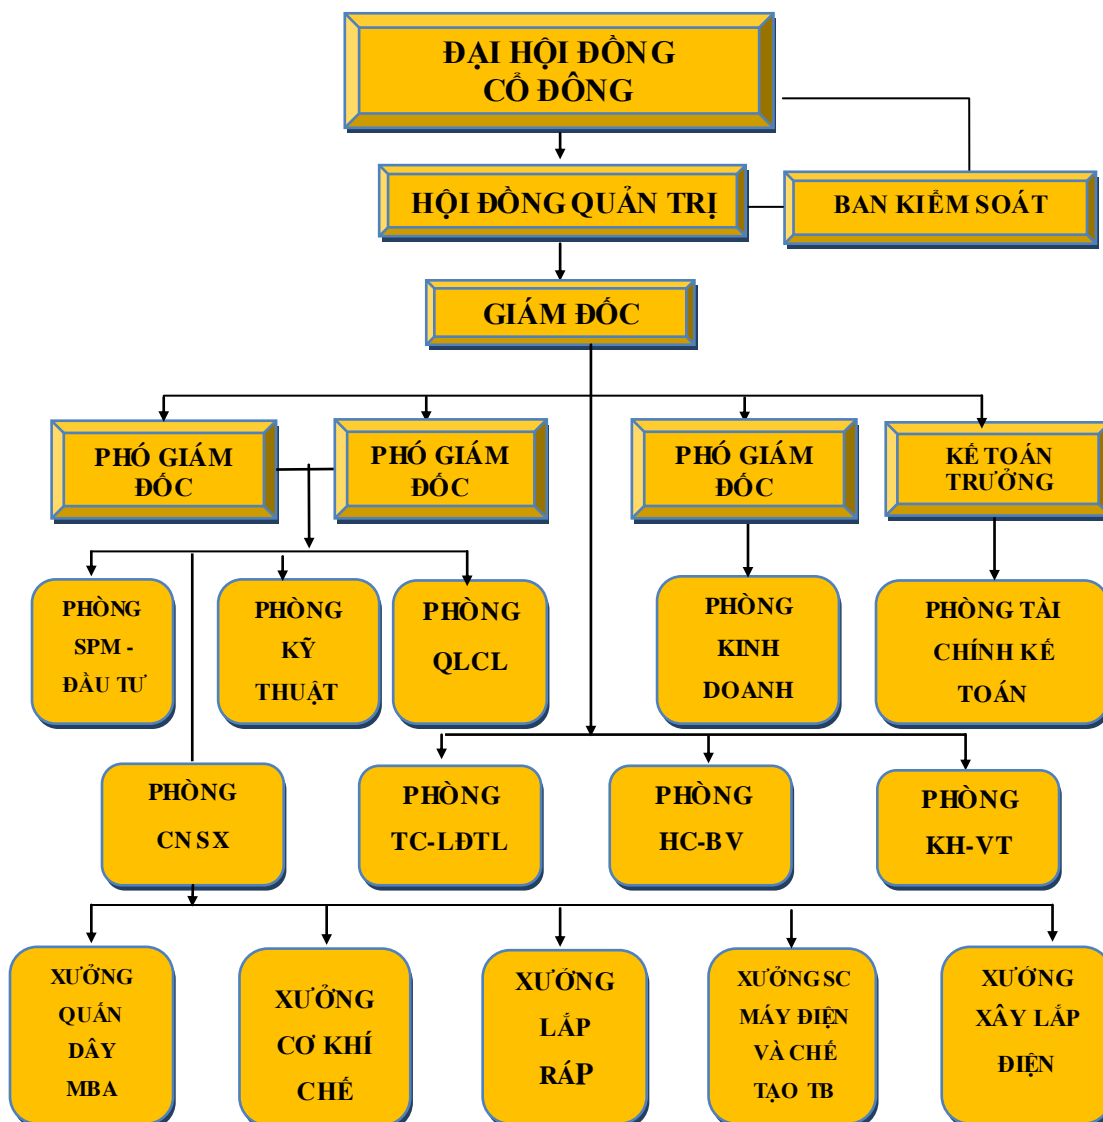 ĐẠI HỘI ĐỒNG
CỔ ĐÔNG
HỘI ĐỒNG QUẢN TRỊ
BAN KIỂM SOÁT
GIÁM ĐỐC
PHÓ GIÁM
ĐỐC
PHÓ GIÁM
ĐỐC
PHÓ GIÁM
ĐỐC
KẾ TOÁN
TRƯỞNG
PHÒNG
SPM -
ĐẦU TƯ
PHÒNG
KỸ
THUẬT
PHÒNG
QLCL
PHÒNG
KINH
DOANH
PHÒNG TÀI
CHÍNH KẾ
TOÁN
PHÒNG
CNSX
PHÒNG
TC-LĐTL
PHÒNG
HC-BV
PHÒNG
KH-VT
XƯỞNG
QUẤN
DÂY
MBA
XƯỞNG
CƠ KHÍ
CHẾ
XƯỞNG
LẮP
RÁP
XƯỞNG SC
MÁY ĐIỆN
VÀ CHẾ
TẠO TB
XƯỞNG
XÂY LẮP
ĐIỆN